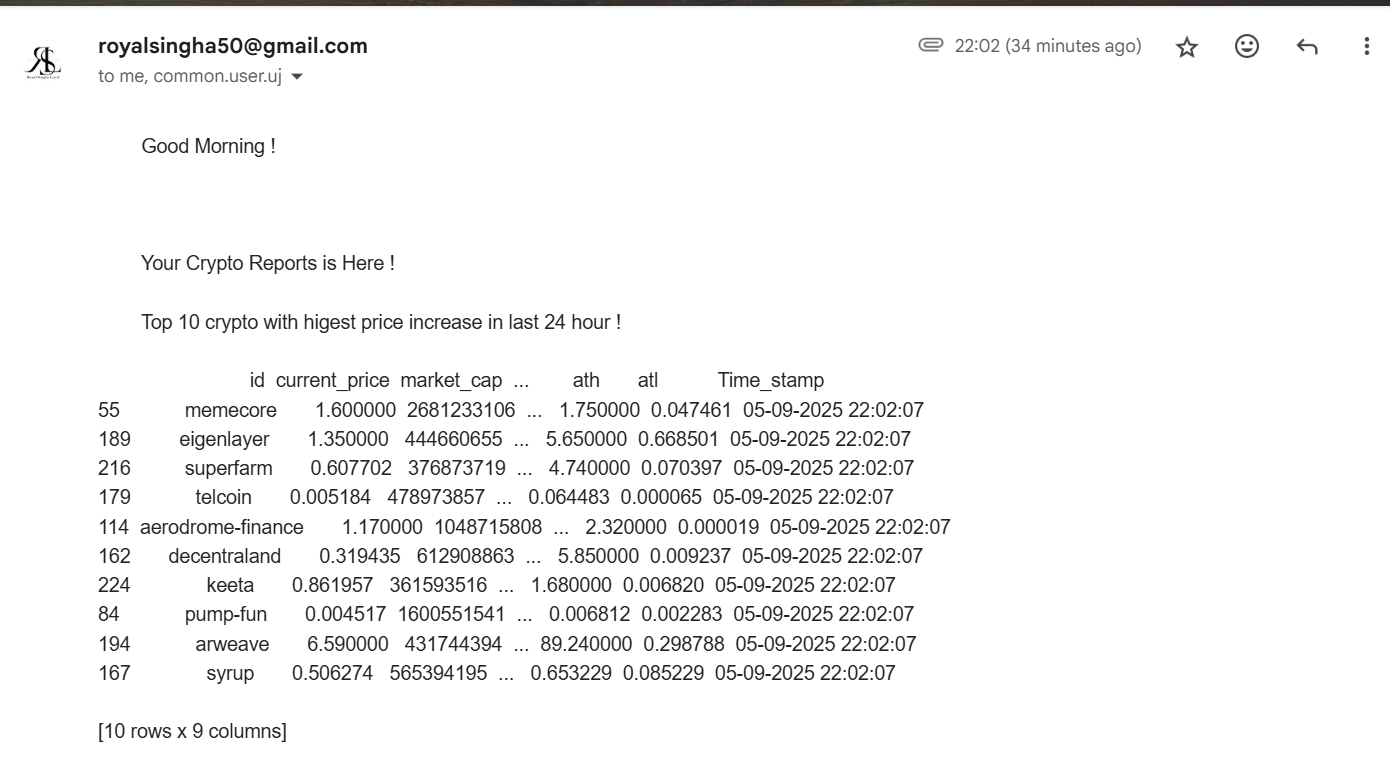 royalsingha50@gmail.com
22:02 (34 minutes ago)
to me, common.user.uj
Good Morning !
Your Crypto Reports is Here !
Top 10 crypto with higest price increase in last 24 hour !
id current_price market_cap ... ath atl Time_stamp
55 memecore 1.600000 2681233106 ... 1.750000 0.047461 05-09-2025 22:02:07
189 eigenlayer 1.350000 444660655 ... 5.650000 0.668501 05-09-2025 22:02:07
216 superfarm 0.607702 376873719 ... 4.740000 0.070397 05-09-2025 22:02:07
179 telcoin 0.005184 478973857 ... 0.064483 0.000065 05-09-2025 22:02:07
114 aerodrome-finance 1.170000 1048715808 ... 2.320000 0.000019 05-09-2025 22:02:07
162 decentraland 0.319435 612908863 ... 5.850000 0.009237 05-09-2025 22:02:07
224 keeta 0.861957 361593516 ... 1.680000 0.006820 05-09-2025 22:02:07
84 pump-fun 0.004517 1600551541 ... 0.006812 0.002283 05-09-2025 22:02:07
194 arweave 6.590000 431744394 ... 89.240000 0.298788 05-09-2025 22:02:07
167 syrup 0.506274 565394195 ... 0.653229 0.085229 05-09-2025 22:02:07
[10 rows x 9 columns]